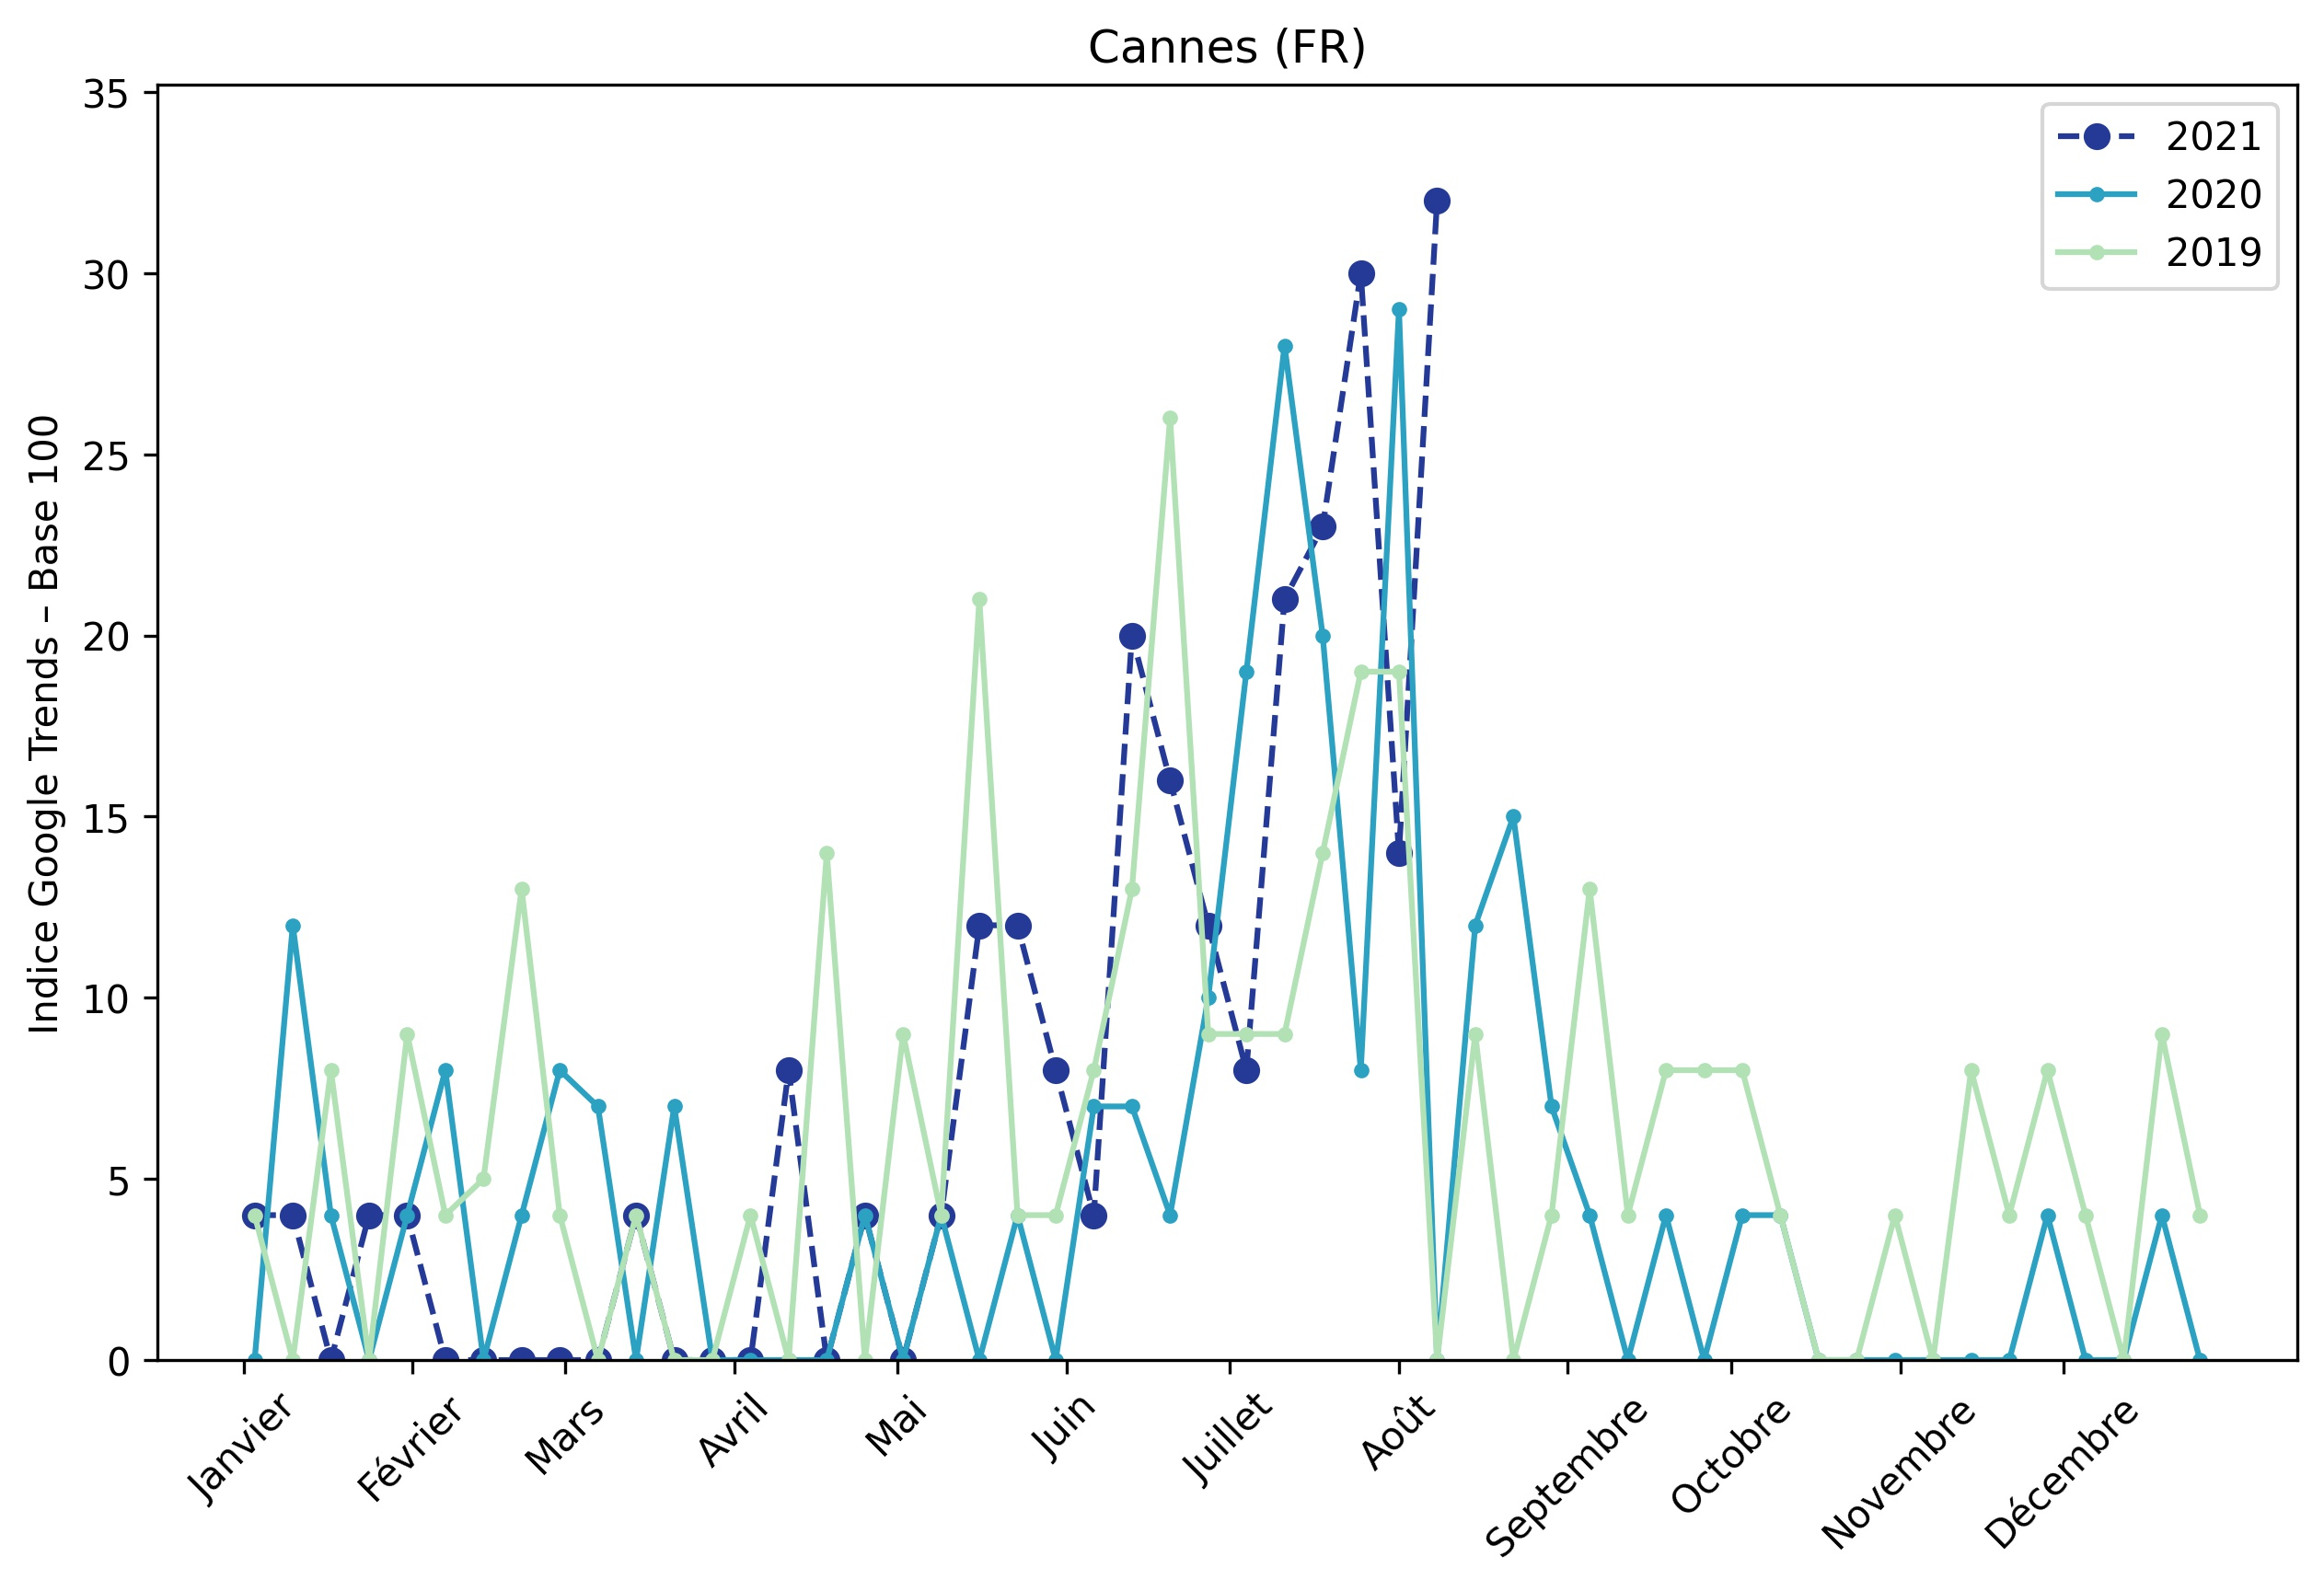 Cannes (FR)
35
30
25
20
15
10
5
0
Indice Google Trends – Base 100
2021
2020
2019
Janvier
Février
Mars
Avril
Mai
Juin
Juillet
Août
Septembre
Octobre
Novembre
Décembre